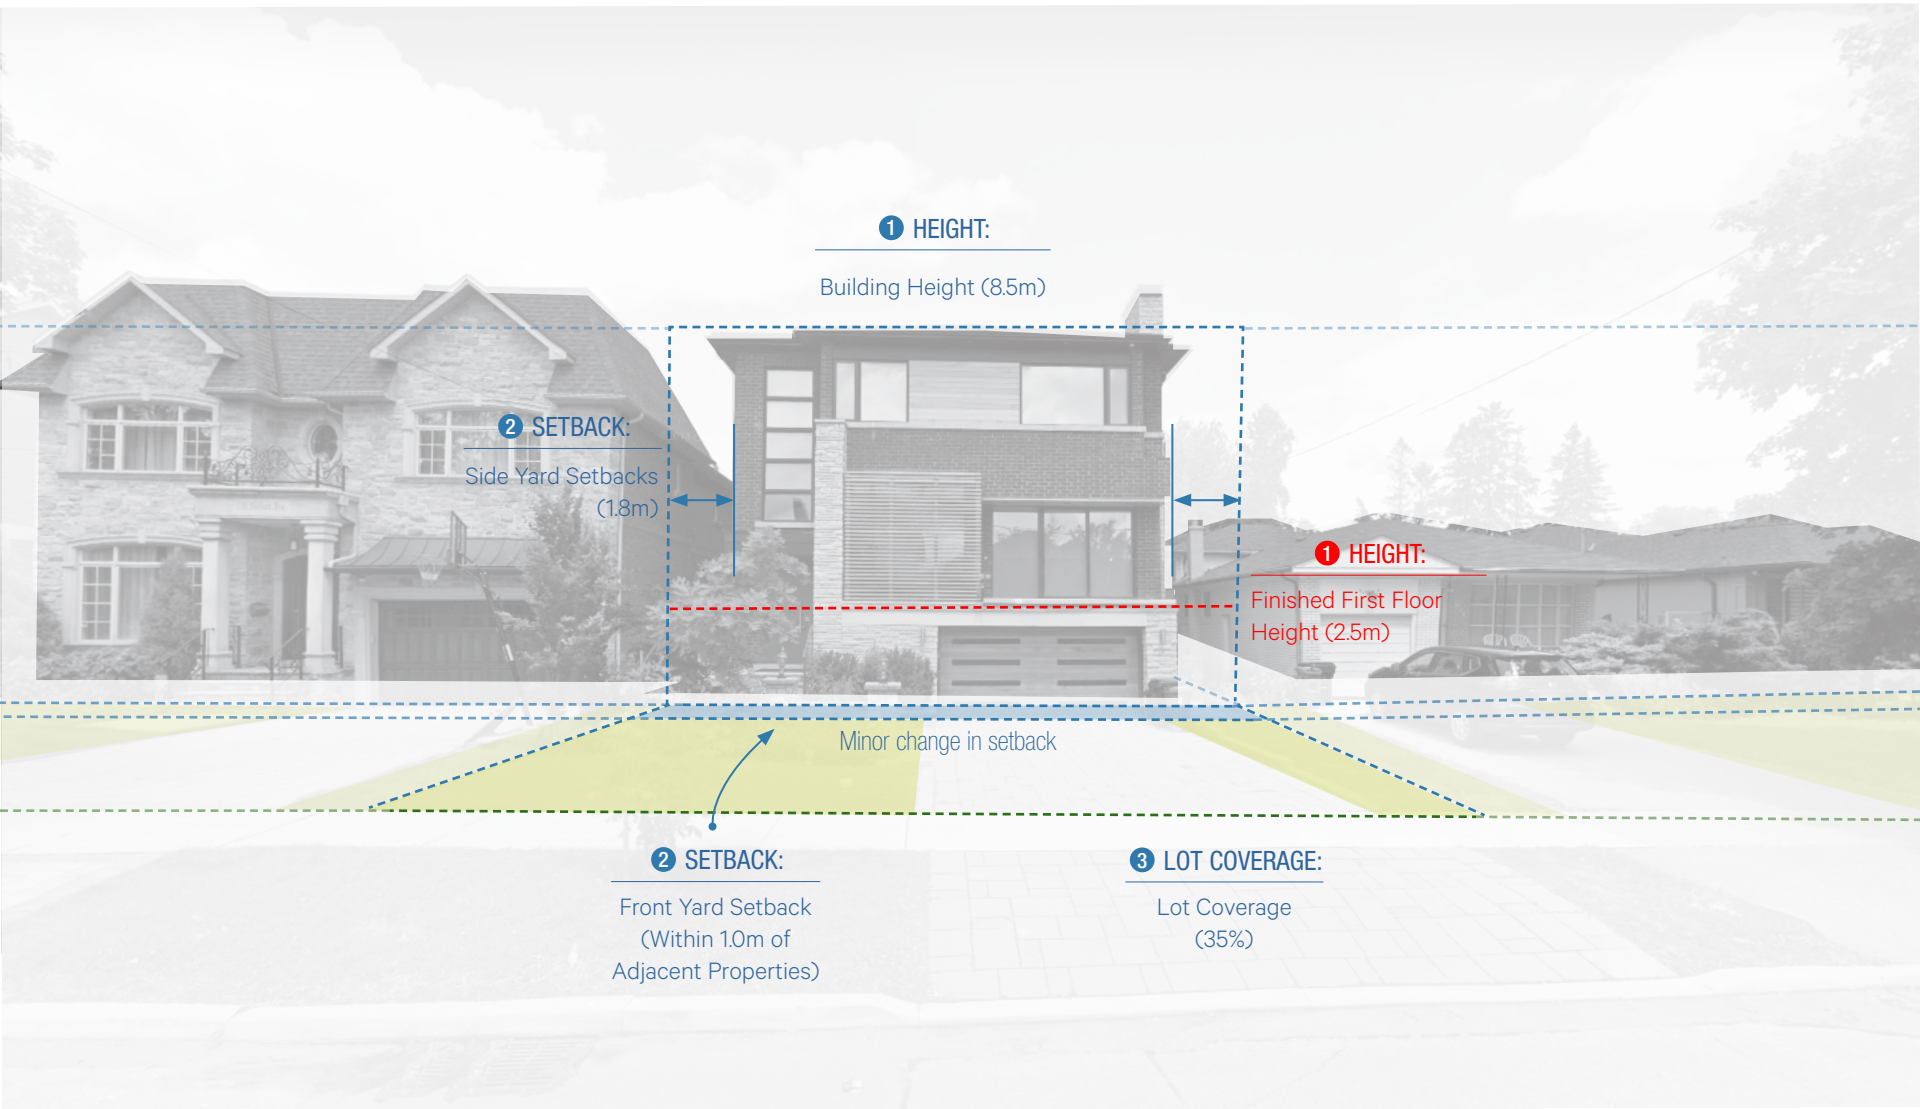 1 HEIGHT:
Building Height (8.5m)
2 SETBACK:
Side Yard Setbacks
(1.8m)
1 HEIGHT:
Finished First Floor
Height (2.5m)
Minor change in setback
2 SETBACK:
Front Yard Setback
(Within 1.0m of
Adjacent Properties)
3 LOT COVERAGE:
Lot Coverage
(35%)